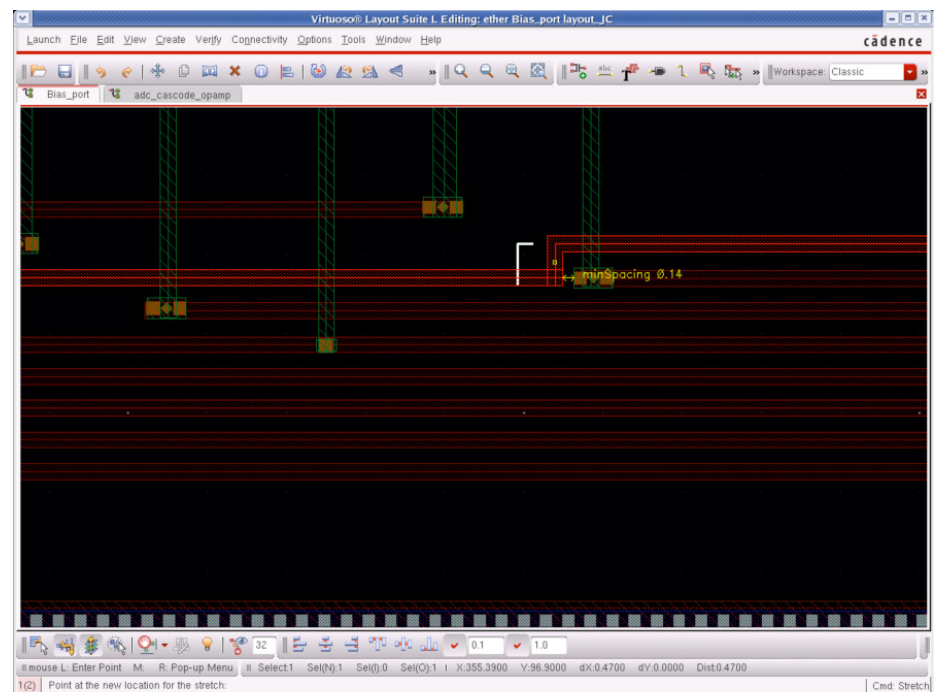 Virtuoso® Layout Suite L Editing: ether Bias_port layout_JC
Launch File Edit View Create Verify Connectivity Options Tools Window Help
cādence
» abc » Workspace: Classic »
Bias_port adc_cascode_opamp
minSpacing 0.14
32 0.1 1.0
mouse L: Enter Point M: R: Pop-up Menu Select:1 Sel(N):1 Sel(I):0 Sel(O):1 X:355.3900 Y:96.9000 dX:0.4700 dY:0.0000 Dist:0.4700
1(2) Point at the new location for the stretch: Cmd: Stretch